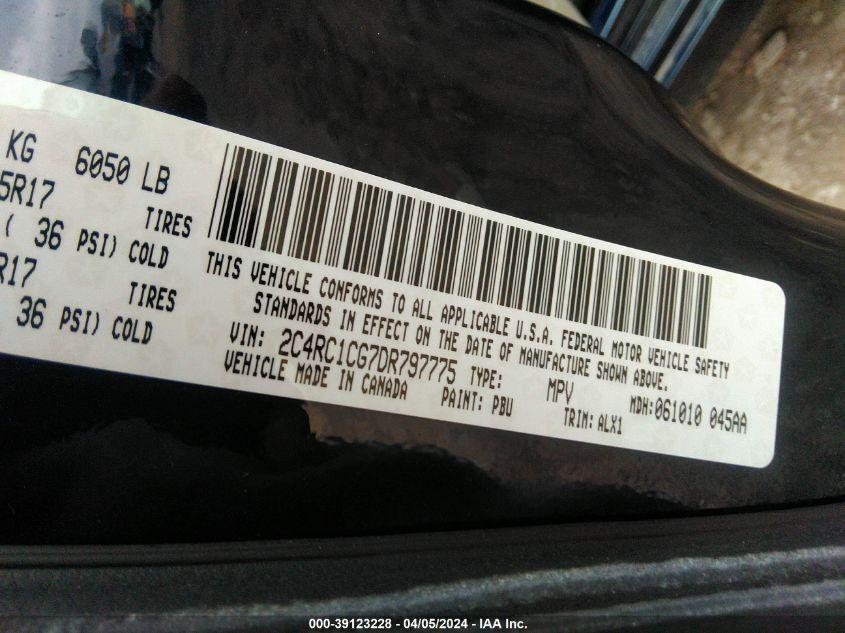 KG 6050 LB
5R17 TIRES
( 36 PSI) COLD
R17 TIRES
36 PSI) COLD
THIS VEHICLE CONFORMS TO ALL APPLICABLE U.S.A. FEDERAL MOTOR VEHICLE SAFETY
STANDARDS IN EFFECT ON THE DATE OF MANUFACTURE SHOWN ABOVE.
VIN: 2C4RC1CG7DR797775 TYPE: MPV MDH:061010 045AA
VEHICLE MADE IN CANADA PAINT: PBU TRIM: ALX1
000-39123228 - 04/05/2024 - IAA Inc.